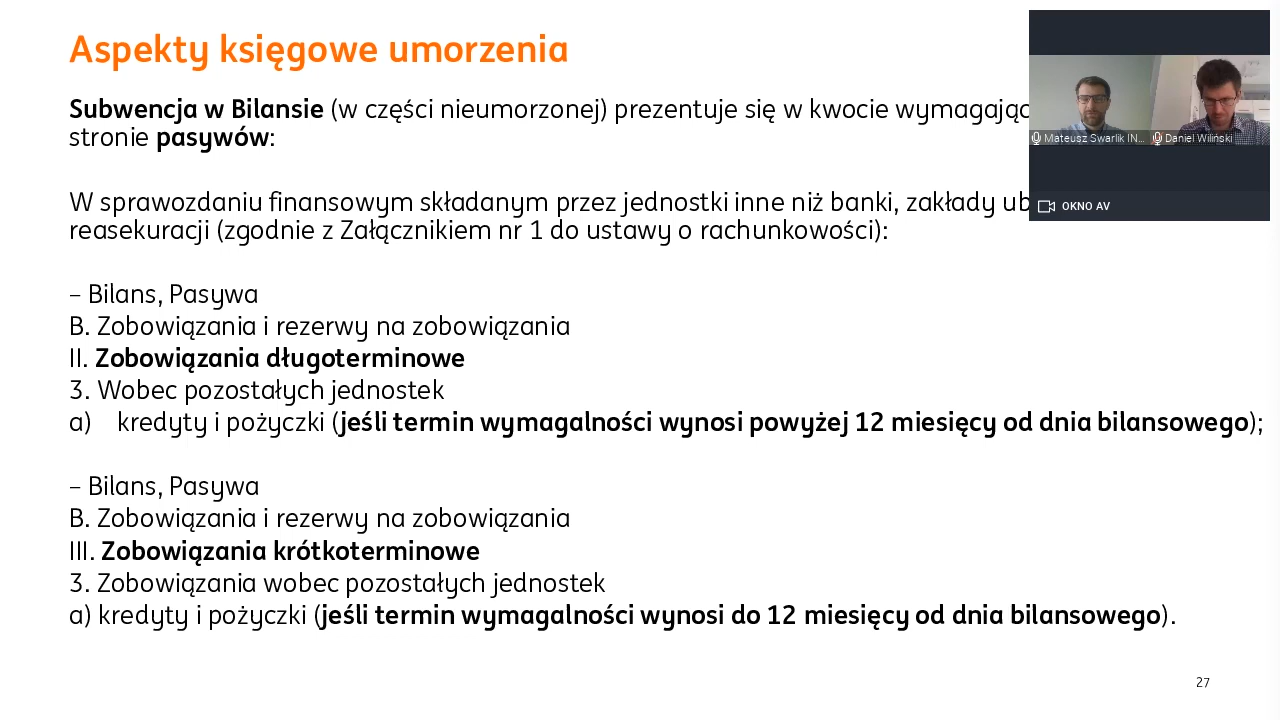 Aspekty księgowe umorzenia
Subwencja w Bilansie (w części nieumorzonej) prezentuje się w kwocie
stronie pasywów:
W sprawozdaniu finansowym składanym przez jednostki inne niż banki, zakłady
reasekuracji (zgodnie z Załącznikiem nr 1 do ustawy o rachunkowości):
– Bilans, Pasywa
B. Zobowiązania i rezerwy na zobowiązania
II. Zobowiązania długoterminowe
3. Wobec pozostałych jednostek
a) kredyty i pożyczki (jeśli termin wymagalności wynosi powyżej 12 miesięcy od dnia bilansowego);
– Bilans, Pasywa
B. Zobowiązania i rezerwy na zobowiązania
III. Zobowiązania krótkoterminowe
3. Zobowiązania wobec pozostałych jednostek
a) kredyty i pożyczki (jeśli termin wymagalności wynosi do 12 miesięcy od dnia bilansowego).
Mateusz Swarlik IN...
Daniel Wiliński
OKNO AV
27